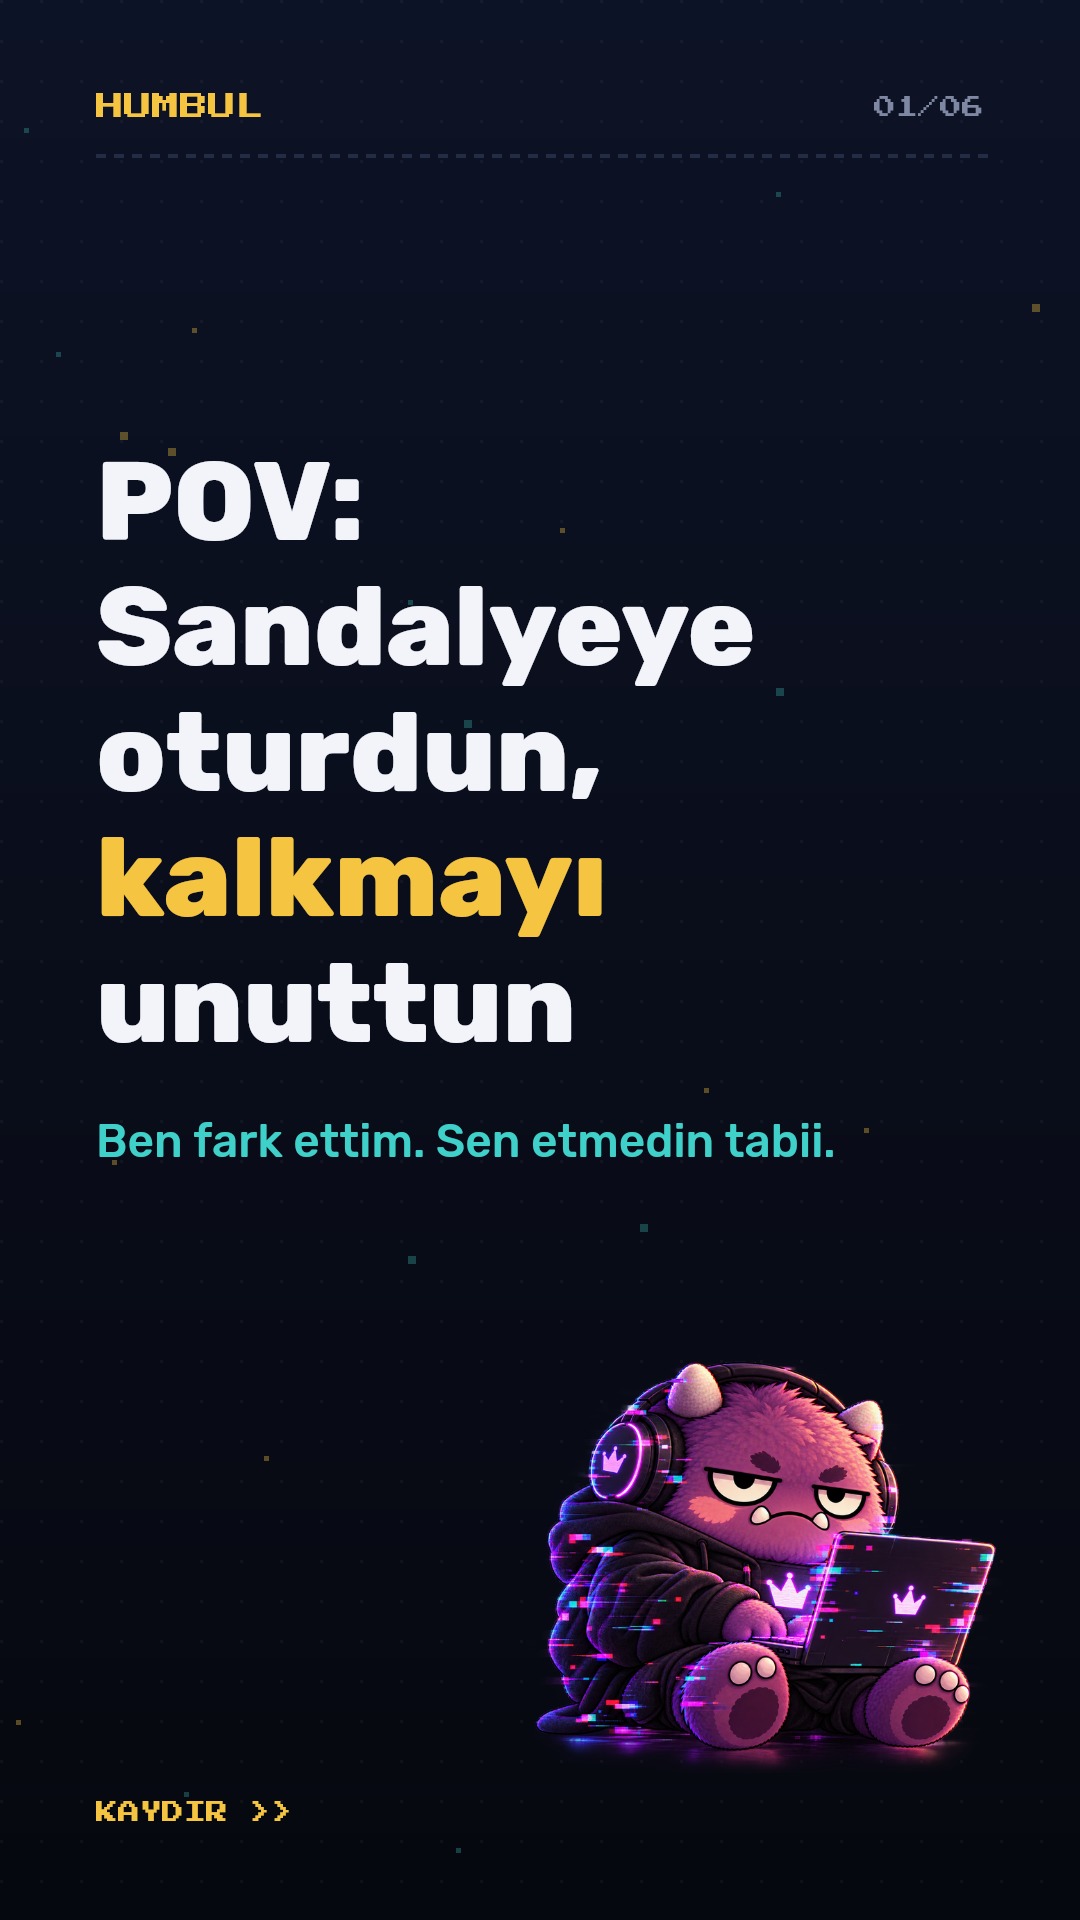 HUMBUL
01/06
POV:
Sandalyeye
oturdun,
kalkmayı
unuttun
Ben fark ettim. Sen etmedin tabii.
KAYDIR >>